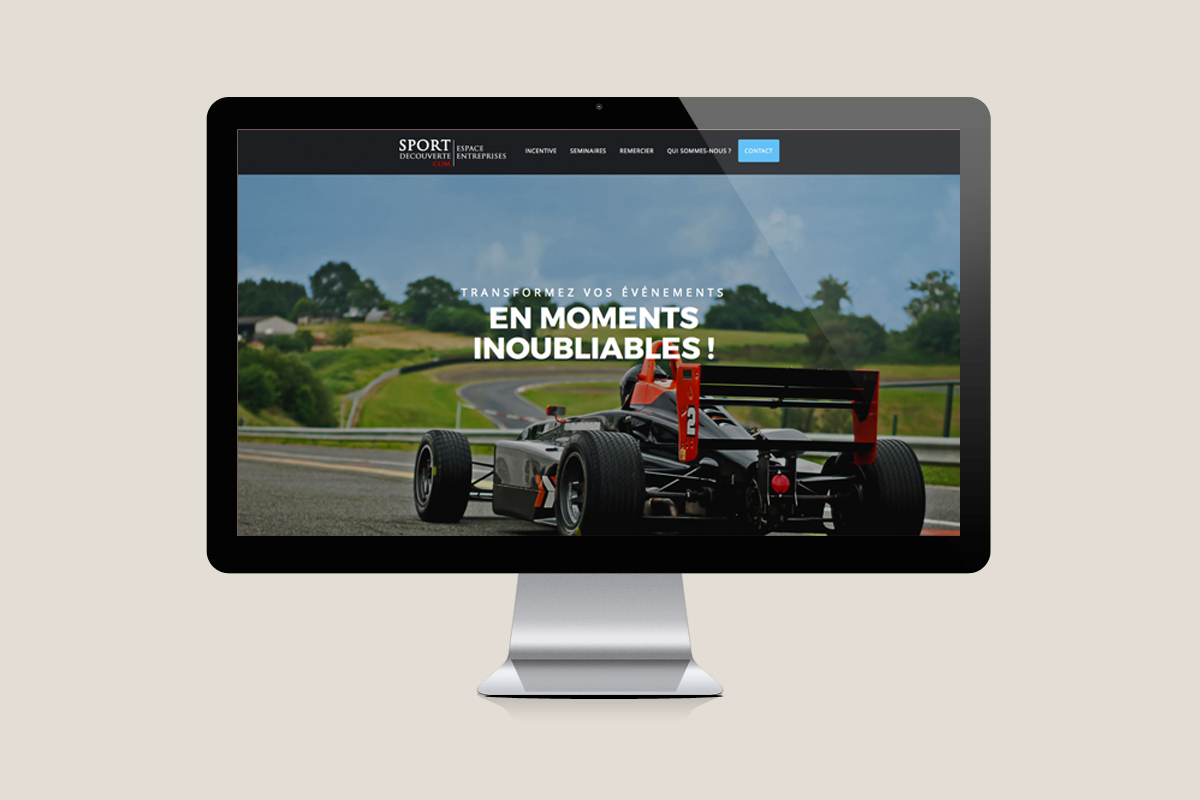 SPORT
DECOUVERTE
.COM
ESPACE
ENTREPRISES
INCENTIVE
SEMINAIRES
REMERCIER
QUI SOMMES-NOUS ?
CONTACT
TRANSFORMEZ VOS ÉVÉNEMENTS
EN MOMENTS
INOUBLIABLES !
2